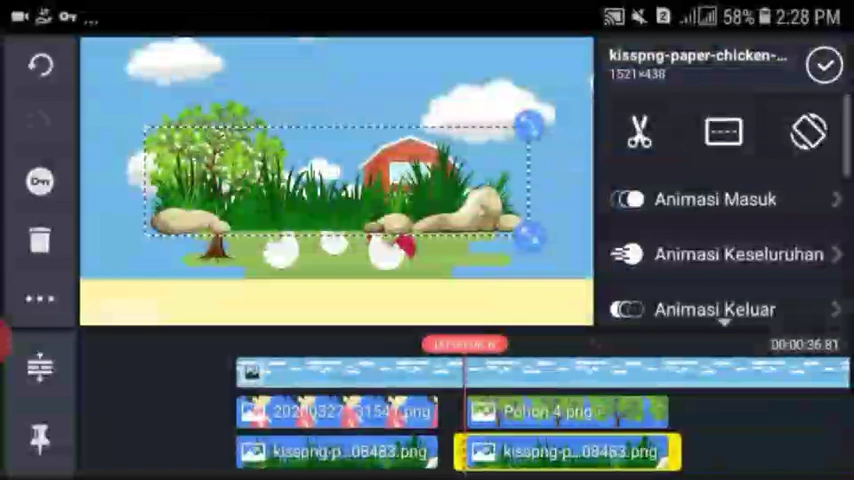 58% 2:28 PM
kisspng-paper-chicken-...
1521×438
Animasi Masuk
Animasi Keseluruhan
Animasi Keluar
00:00:36.81
Pohon 4.png
kisspng-p...08463.png
kisspng-p...08463.png